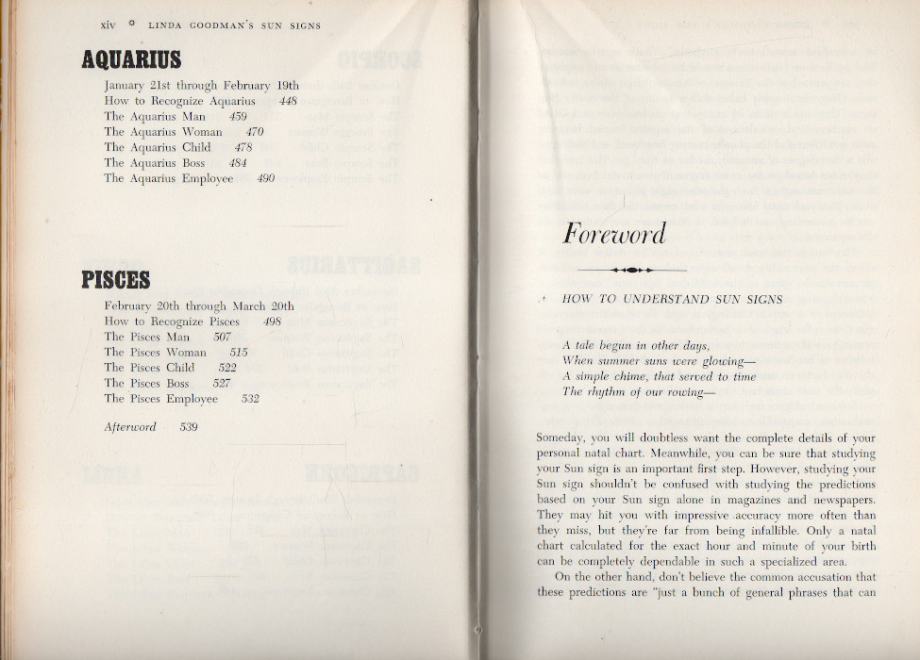 xiv ° LINDA GOODMAN'S SUN SIGNS
AQUARIUS
January 21st through February 19th
How to Recognize Aquarius 448
The Aquarius Man 459
The Aquarius Woman 470
The Aquarius Child 478
The Aquarius Boss 484
The Aquarius Employee 490
PISCES
February 20th through March 20th
How to Recognize Pisces 498
The Pisces Man 507
The Pisces Woman 515
The Pisces Child 522
The Pisces Boss 527
The Pisces Employee 532
Afterword 539
Foreword
HOW TO UNDERSTAND SUN SIGNS
A tale begun in other days,
When summer suns were glowing—
A simple chime, that served to time
The rhythm of our rowing—
Someday, you will doubtless want the complete details of your
personal natal chart. Meanwhile, you can be sure that studying
your Sun sign is an important first step. However, studying your
Sun sign shouldn't be confused with studying the predictions
based on your Sun sign alone in magazines and newspapers.
They may hit you with impressive accuracy more often than
they miss, but they're far from being infallible. Only a natal
chart calculated for the exact hour and minute of your birth
can be completely dependable in such a specialized area.
On the other hand, don't believe the common accusation that
these predictions are "just a bunch of general phrases that can